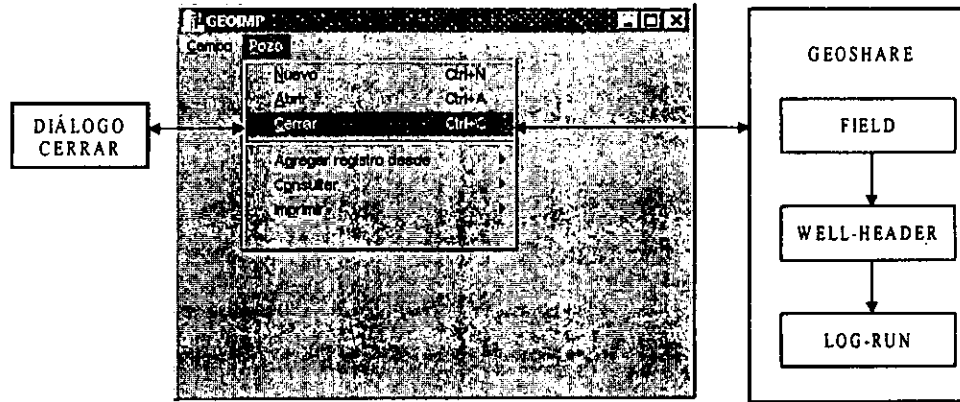 DIÁLOGO
CERRAR
GEOIMP
Campo Pozo
Nuevo Ctrl+N
Abrir Ctrl+A
Cerrar Ctrl+C
Agregar registro desde
Consultar
Imprimir
GEOSHARE
FIELD
WELL-HEADER
LOG-RUN